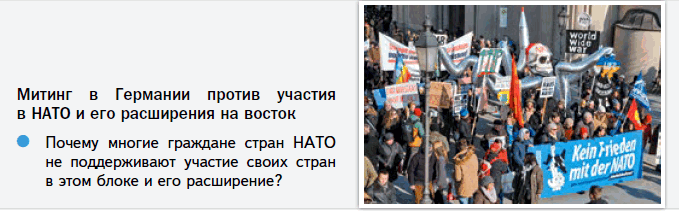 Митинг в Германии против участия
в НАТО и его расширения на восток
Почему многие граждане стран НАТО
не поддерживают участие своих стран
в этом блоке и его расширение?
world
wide
war
Kein Frieden
mit der NATO